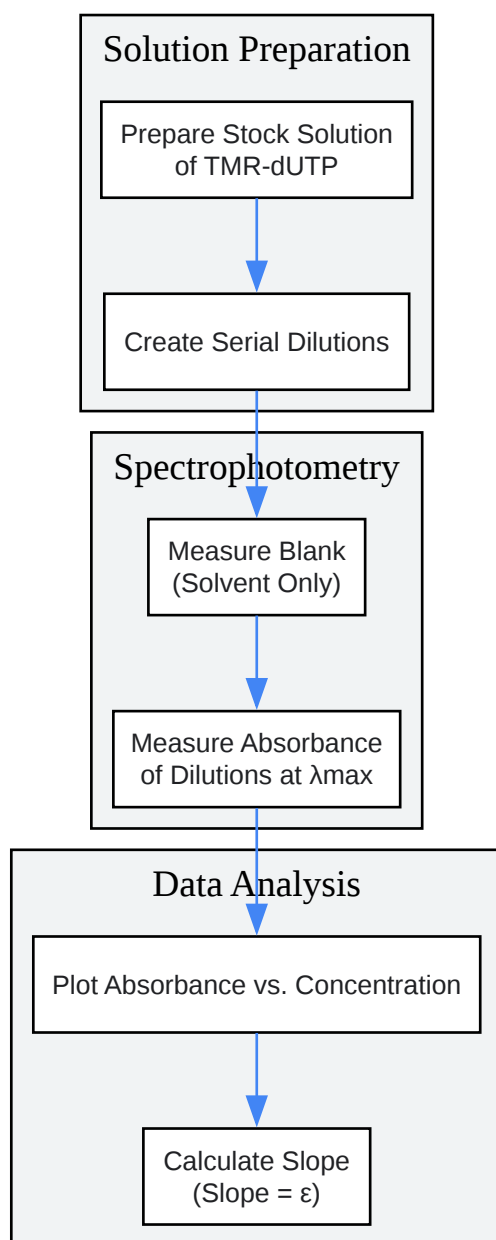 Solution Preparation
Prepare Stock Solution
of TMR-dUTP
Create Serial Dilutions
Spectrophotometry
Measure Blank
(Solvent Only)
Measure Absorbance
of Dilutions at λmax
Data Analysis
Plot Absorbance vs. Concentration
Calculate Slope
(Slope = ε)